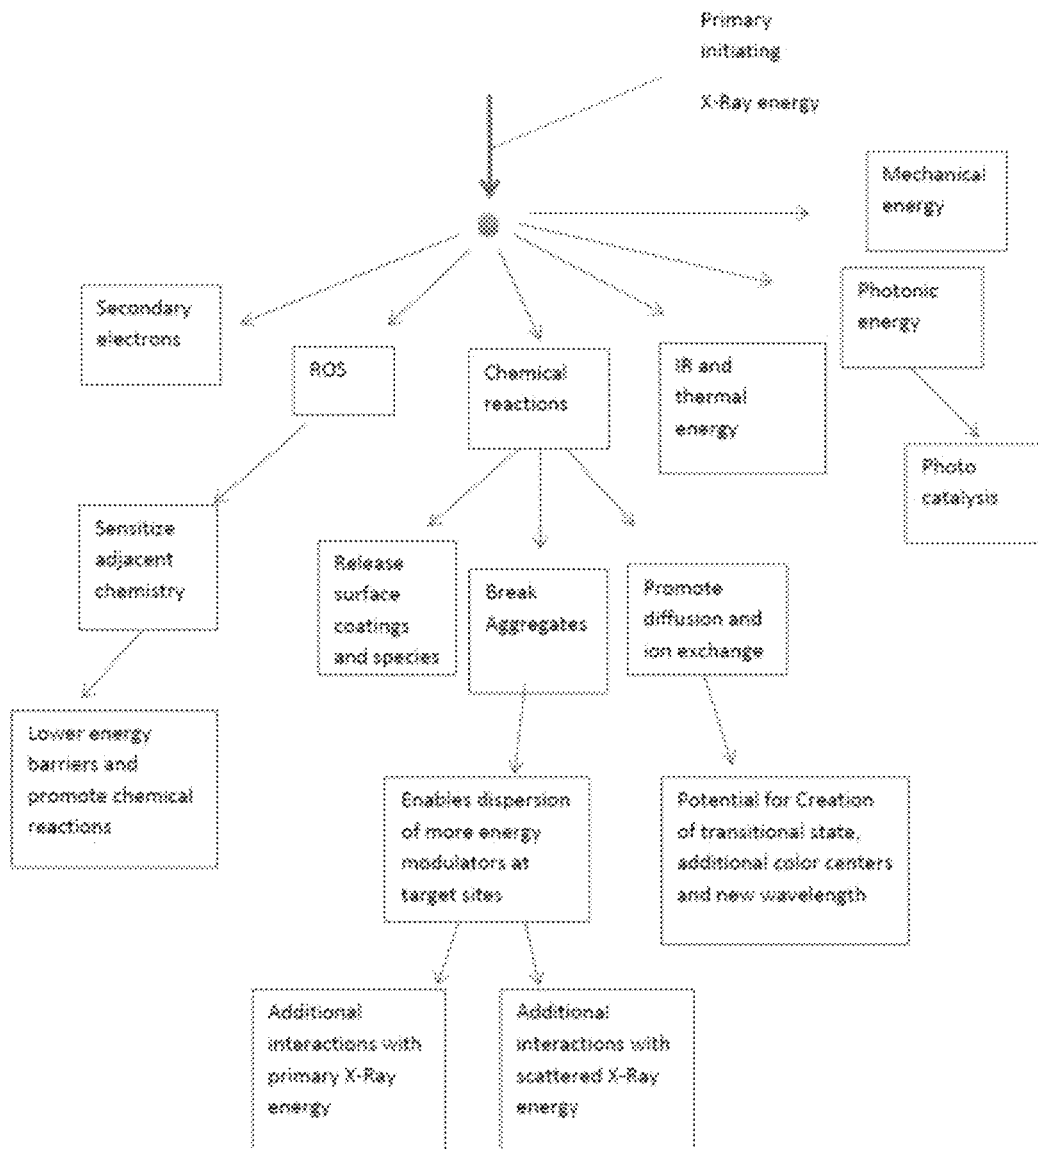 Primary
initiating
X-Ray energy
Mechanical
energy
Secondary
electrons
ROS
Chemical
reactions
IR and
thermal
energy
Photonic
energy
Photo
catalysis
Sensitize
adjacent
chemistry
Release
surface
coatings
and species
Break
Aggregates
Promote
diffusion and
ion exchange
Lower energy
barriers and
promote chemical
reactions
Enables dispersion
of more energy
modulators at
target sites
Potential for Creation
of transitional state,
additional color centers
and new wavelength
Additional
interactions with
primary X-Ray
energy
Additional
interactions with
scattered X-Ray
energy